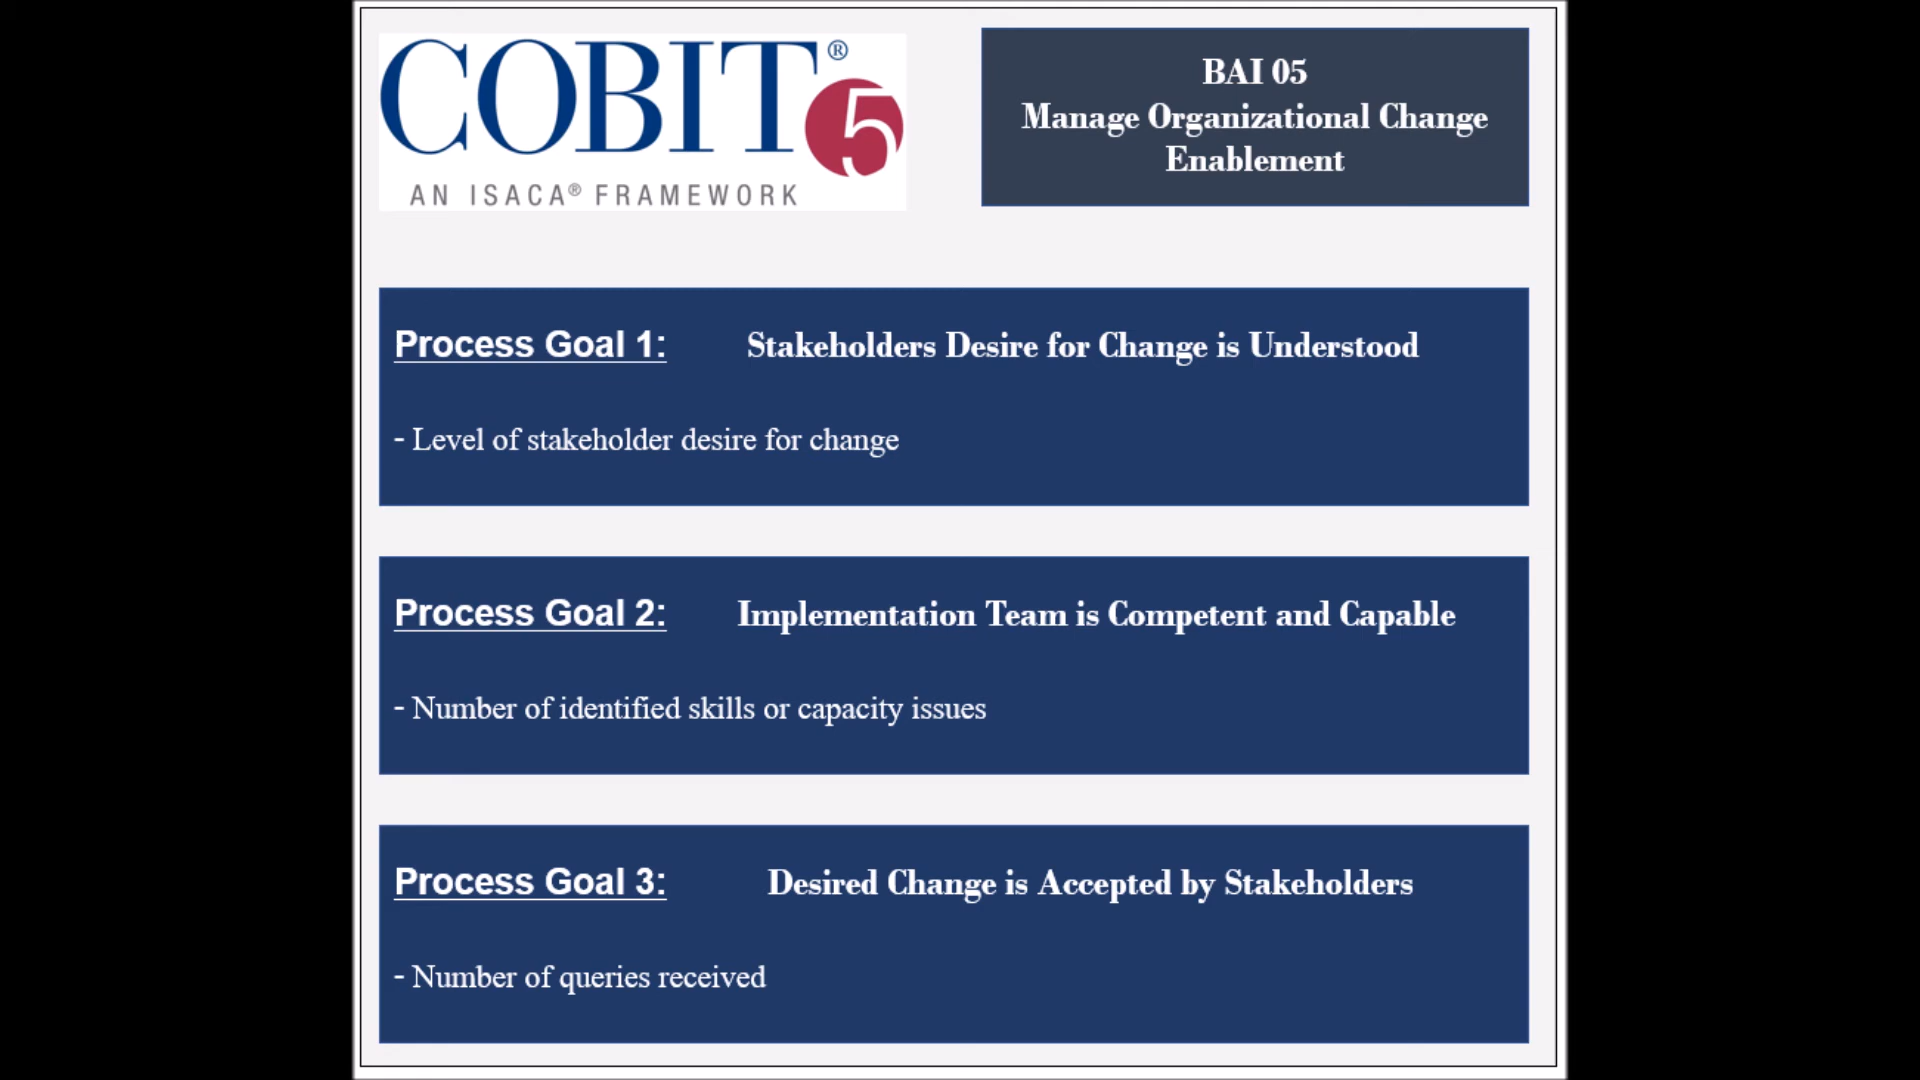 COBIT® 5
AN ISACA® FRAMEWORK
BAI 05
Manage Organizational Change
Enablement
Process Goal 1: Stakeholders Desire for Change is Understood
- Level of stakeholder desire for change
Process Goal 2: Implementation Team is Competent and Capable
- Number of identified skills or capacity issues
Process Goal 3: Desired Change is Accepted by Stakeholders
- Number of queries received